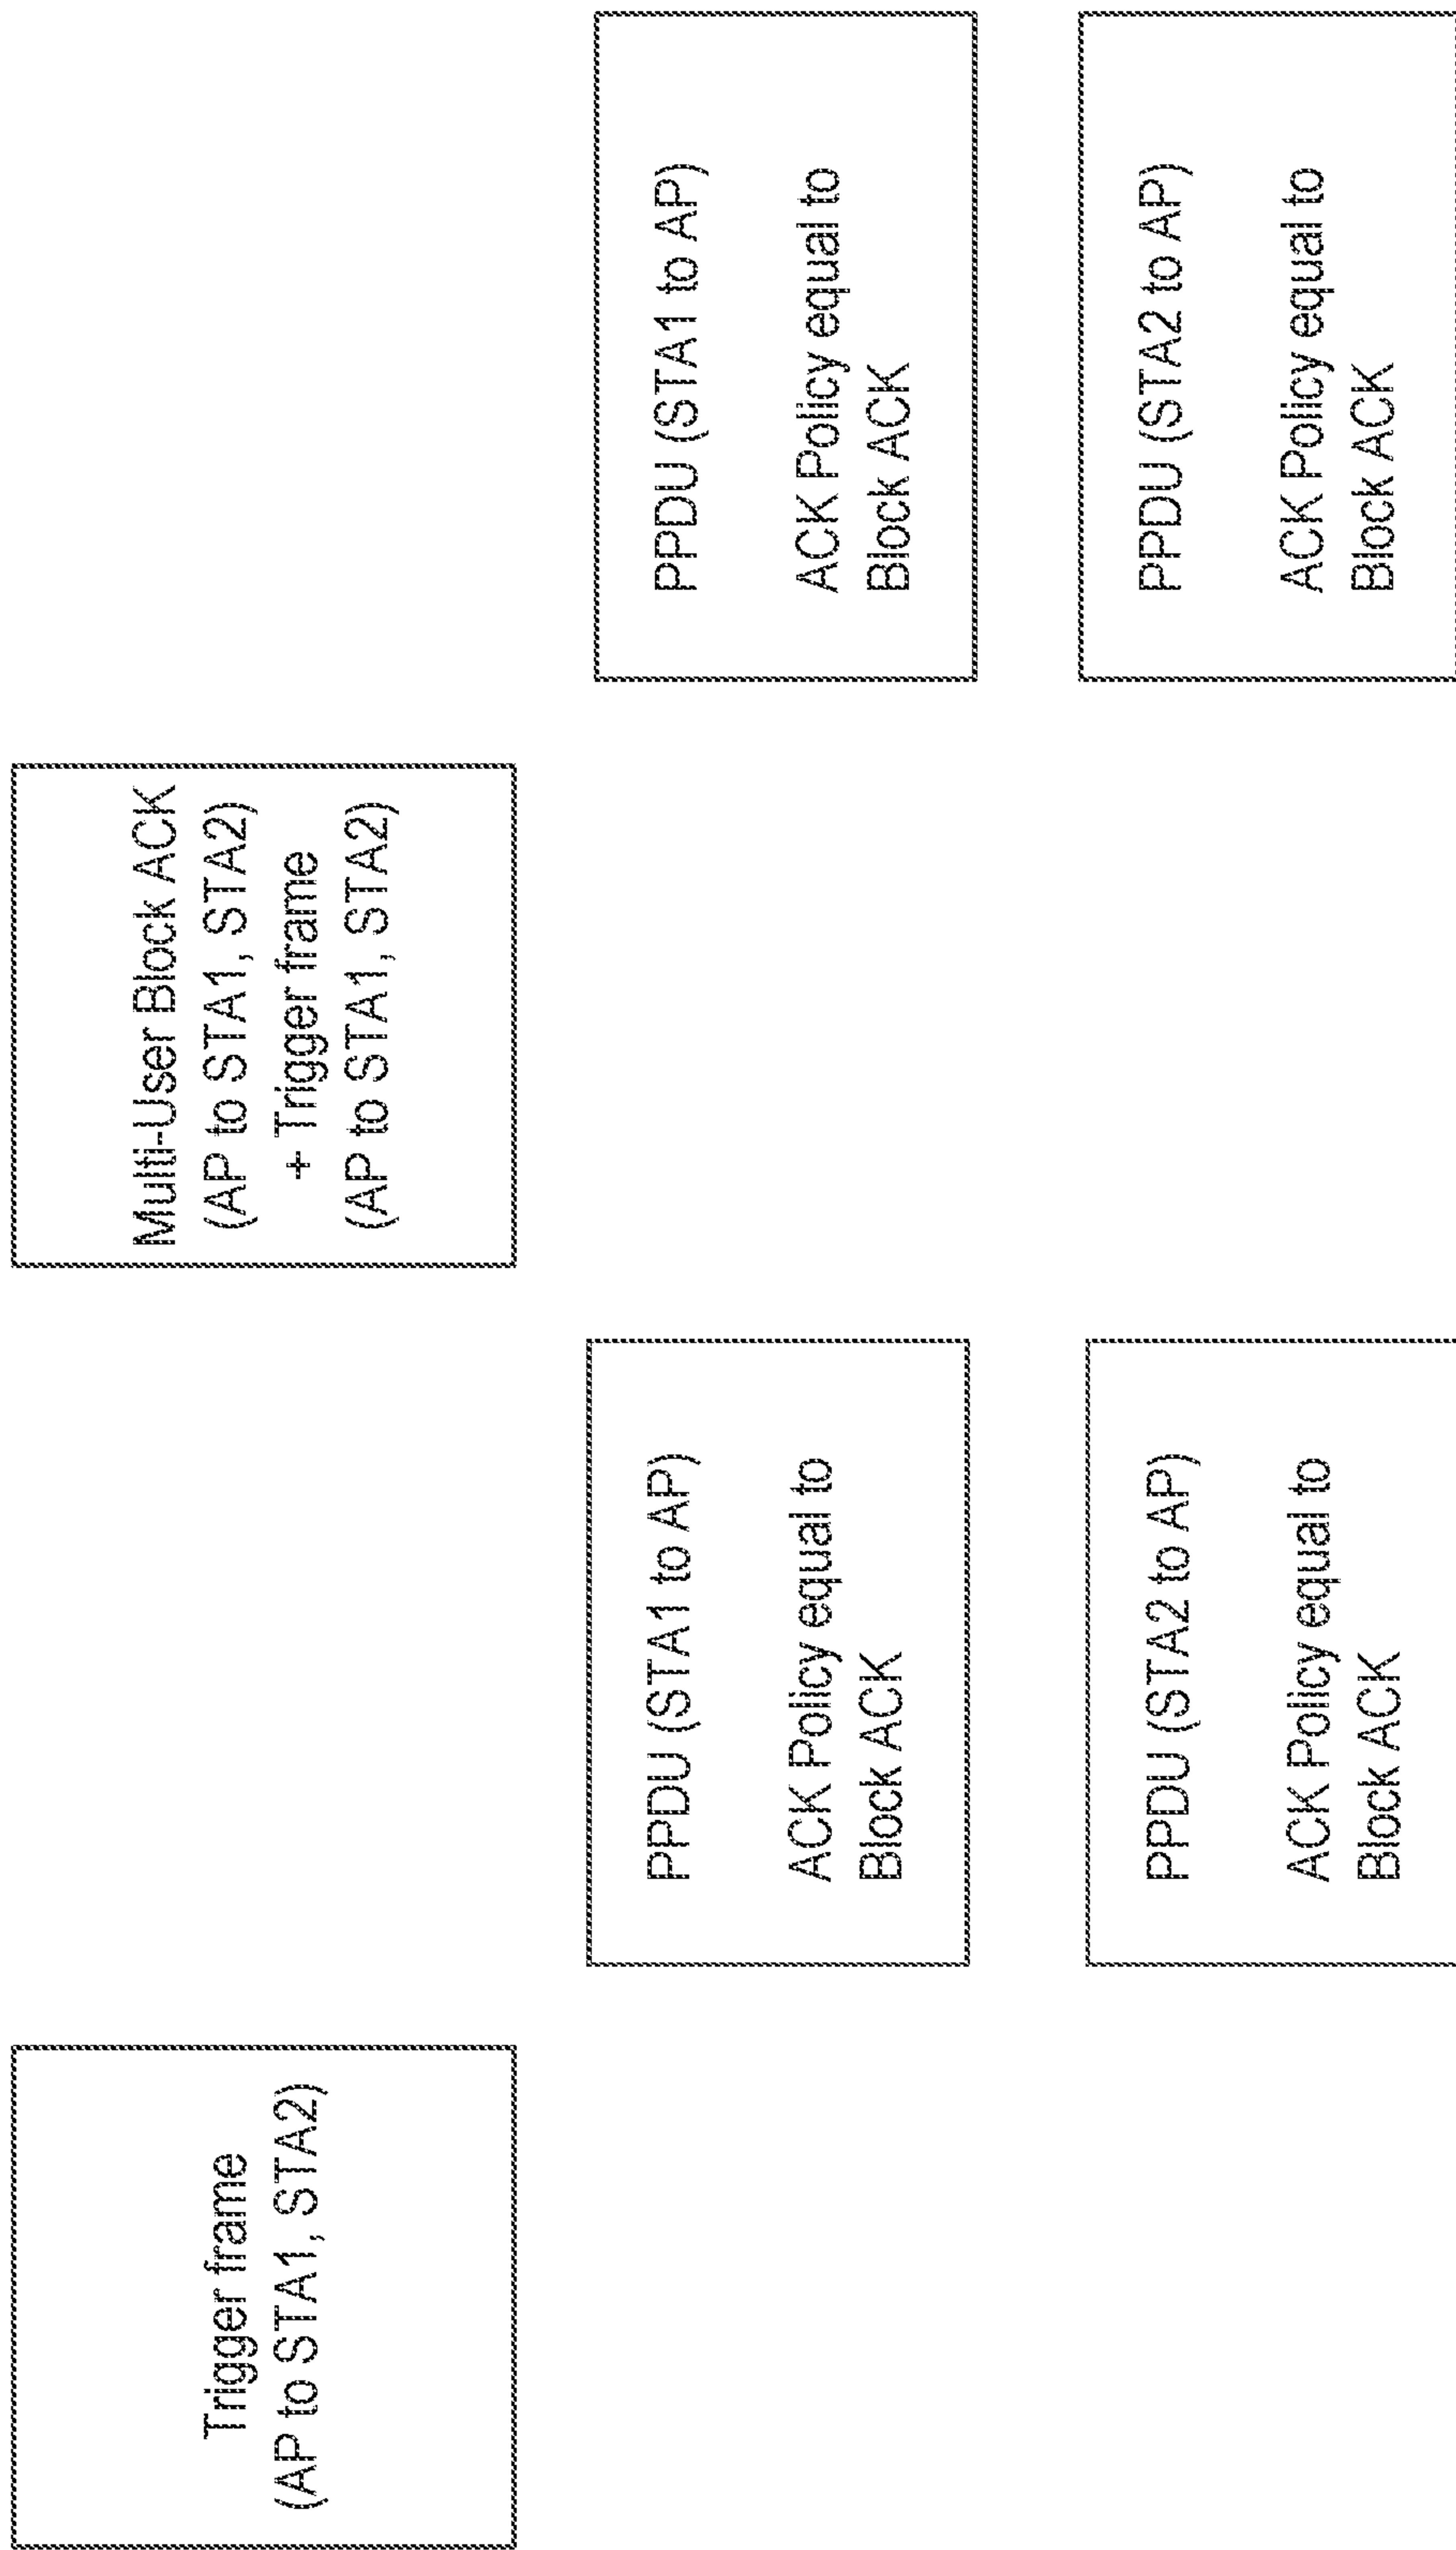 Trigger frame
(AP to STA1, STA2)
PPDU (STA1 to AP)
ACK Policy equal to
Block ACK
PPDU (STA2 to AP)
ACK Policy equal to
Block ACK
Multi-User Block ACK
(AP to STA1, STA2)
+ Trigger frame
(AP to STA1, STA2)
PPDU (STA1 to AP)
ACK Policy equal to
Block ACK
PPDU (STA2 to AP)
ACK Policy equal to
Block ACK